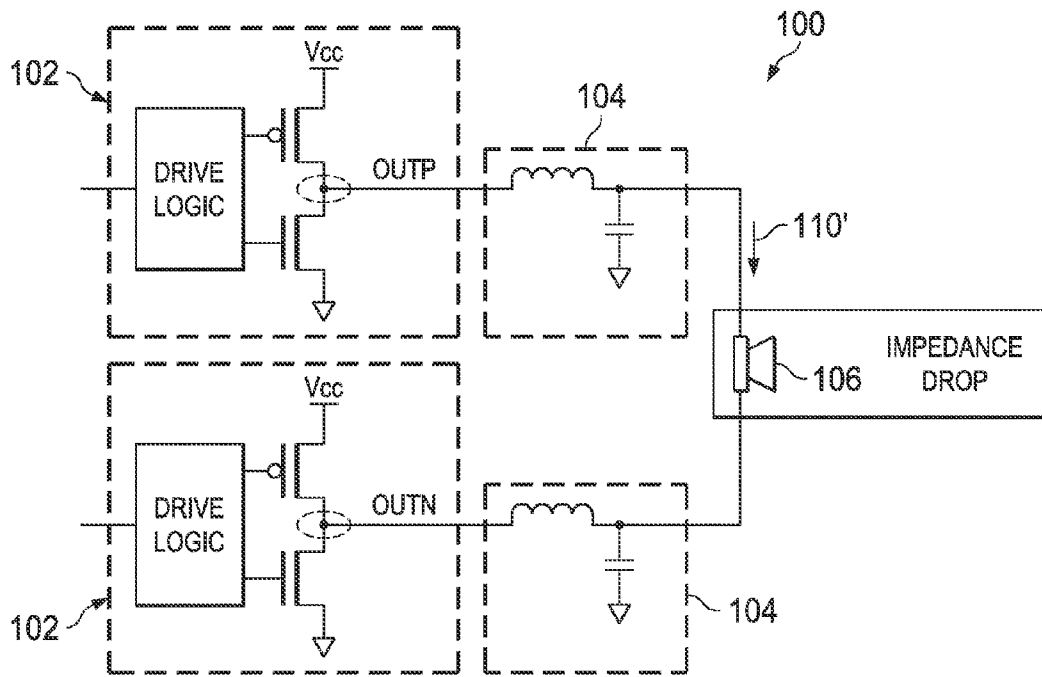 100
102
Vcc
DRIVE
LOGIC
OUTP
104
110'
106
IMPEDANCE
DROP
Vcc
DRIVE
LOGIC
OUTN
102
104